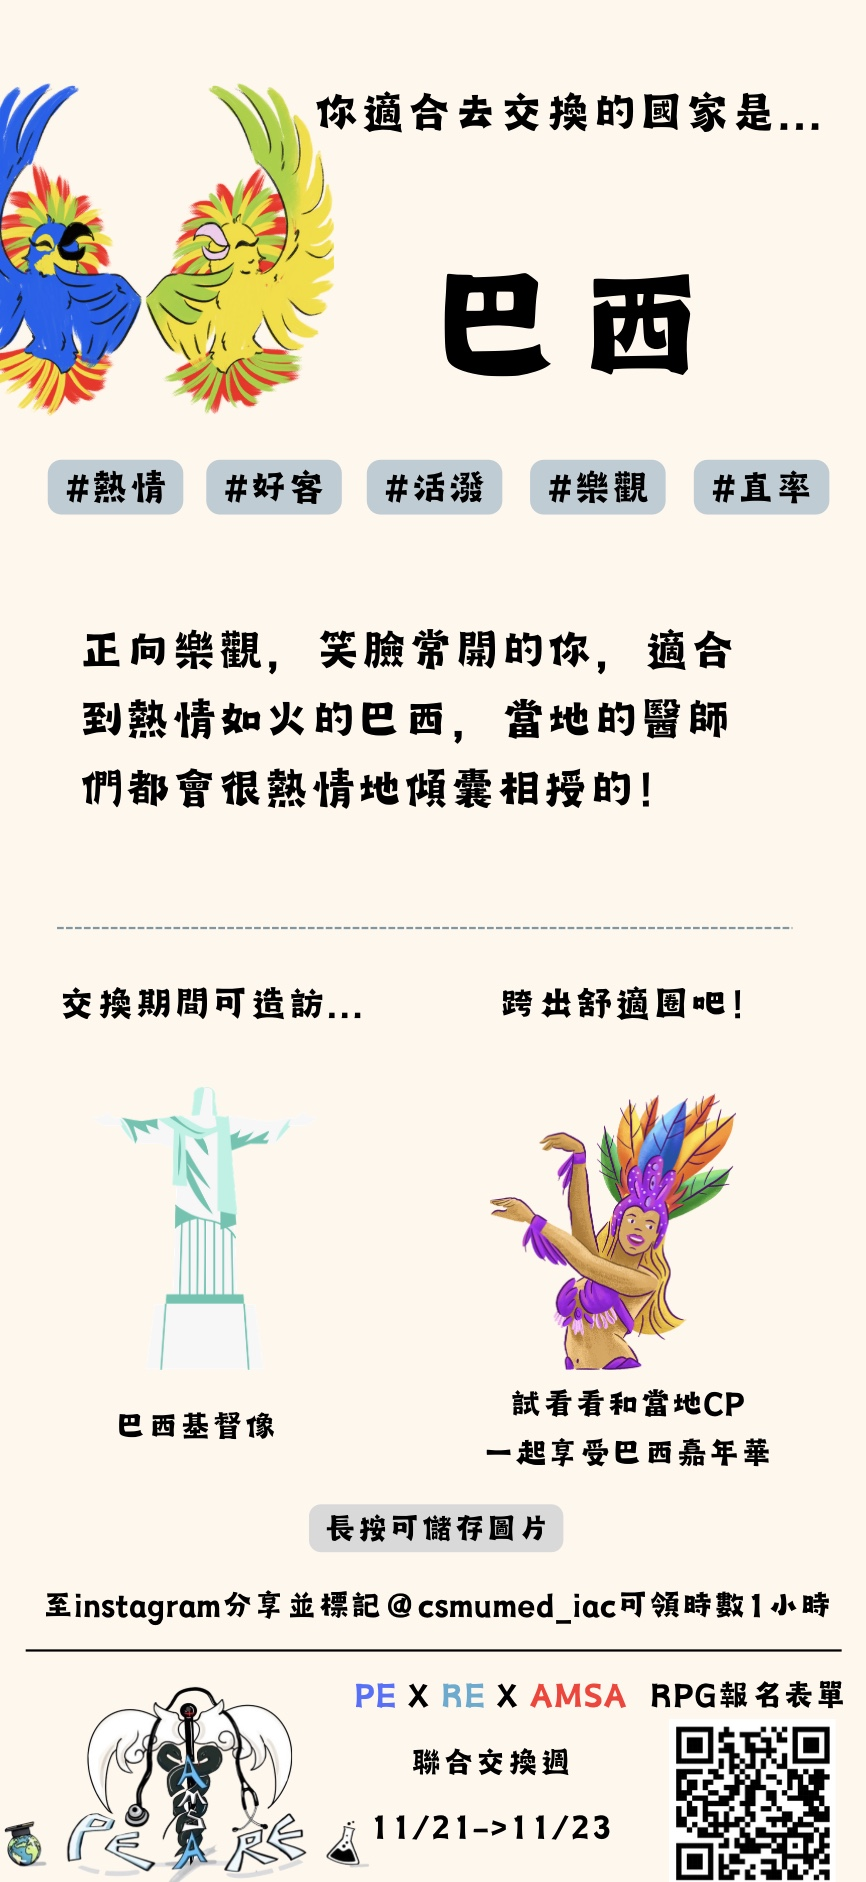 你適合去交換的國家是...
巴西
#熱情 #好客 #活潑 #樂觀 #直率
正向樂觀，笑臉常開的你，適合
到熱情如火的巴西，當地的醫師
們都會很熱情地傾囊相授的!
交換期間可造訪...
跨出舒適圈吧!
巴西基督像
試看看和當地CP
一起享受巴西嘉年華
長按可儲存圖片
至instagram分享並標記@csmumed_iac可領時數1小時
PE X RE X AMSA
聯合交換週
11/21->11/23
RPG報名表單
AMSA
PE RE